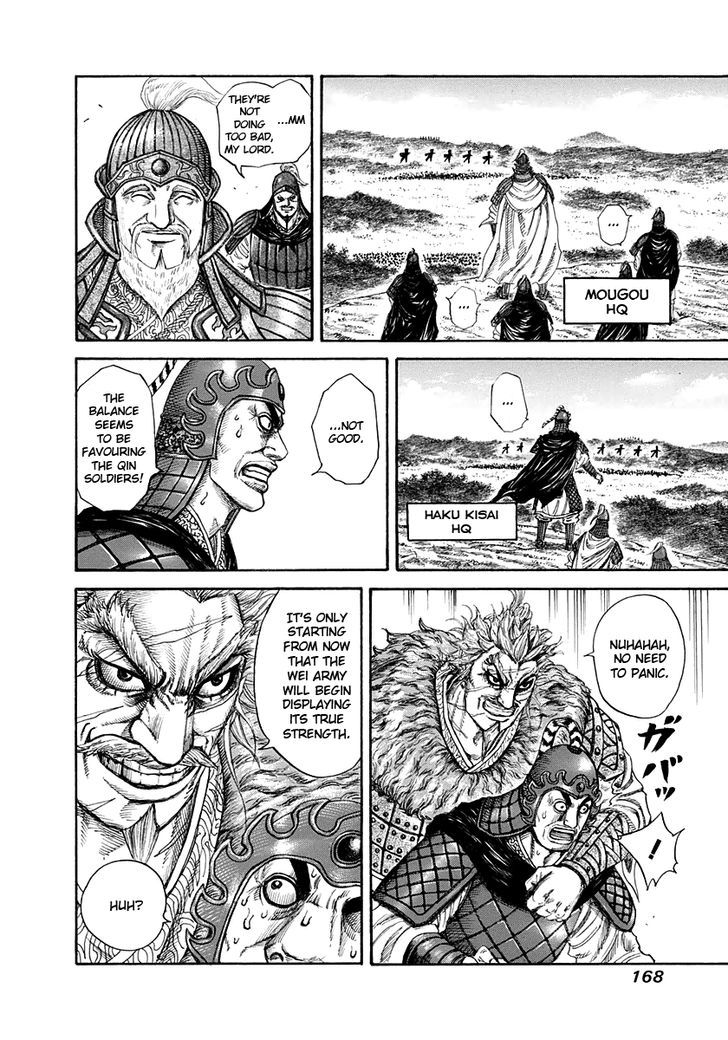 オオオオオ
...
...
MOUGOU
HQ
...MM
THEY'RE
NOT
DOING
TOO BAD,
MY LORD.
...
オオオオオ
HAKU KISAI
HQ
...NOT
GOOD.
THE
BALANCE
SEEMS
TO BE
FAVOURING
THE QIN
SOLDIERS!
NUHAHAH,
NO NEED
TO PANIC.
ガバッ
!
IT'S ONLY
STARTING
FROM NOW
THAT THE
WEI ARMY
WILL BEGIN
DISPLAYING
ITS TRUE
STRENGTH.
HUH?
168